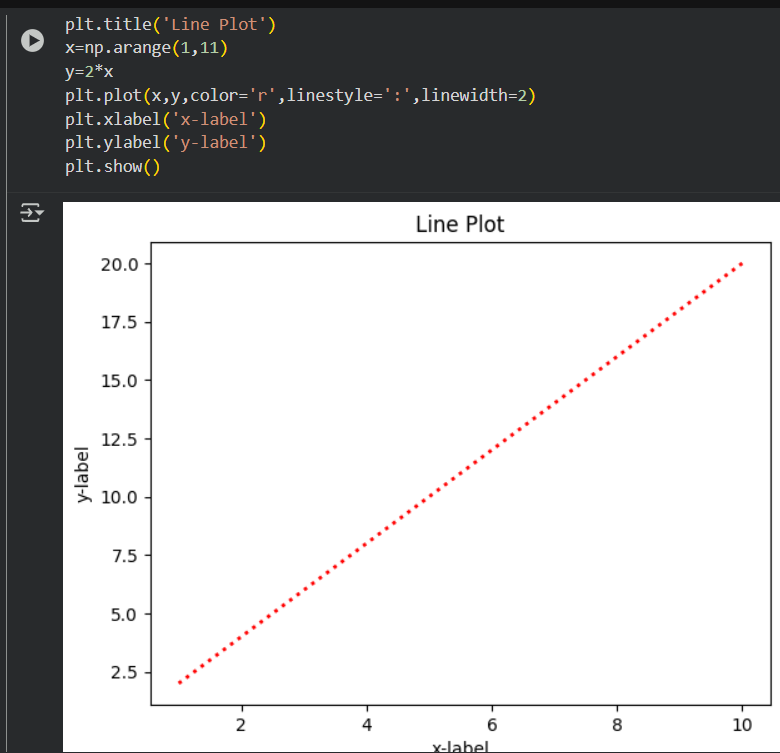 plt.title('Line Plot')
x=np.arange(1,11)
y=2*x
plt.plot(x,y,color='r',linestyle=':',linewidth=2)
plt.xlabel('x-label')
plt.ylabel('y-label')
plt.show()
Line Plot
20.0
17.5
15.0
12.5
10.0
7.5
5.0
2.5
y-label
2 4 6 8 10
x-label